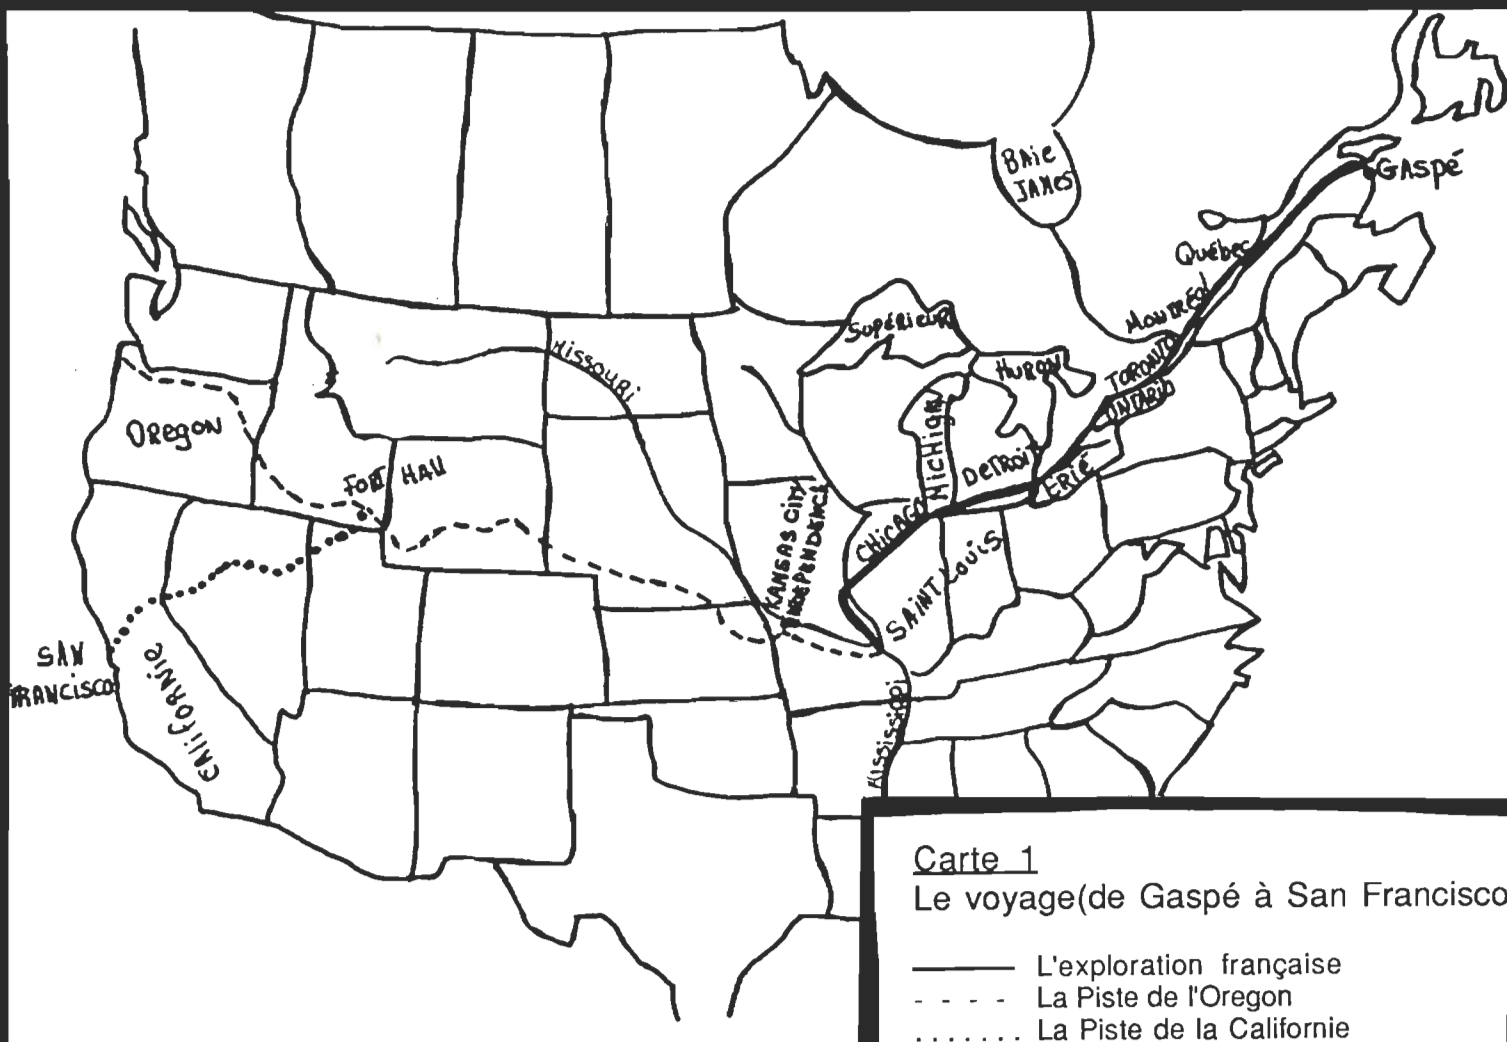 BAIE
JAMES
GASPÉ
Québec
MONTRÉAL
TORONTO
ONTARIO
SUPÉRIEUR
HURON
MICHIGAN
DETROIT
ERIÉ
CHICAGO
SAINT LOUIS
KANSAS CITY
INDEPENDENCE
MISSOURI
OREGON
FORT HALL
SAN
FRANCISCO
CALIFORNIE
MISSISSIPPI
Carte 1
Le voyage(de Gaspé à San Francisco
L'exploration française
La Piste de l'Oregon
La Piste de la Californie